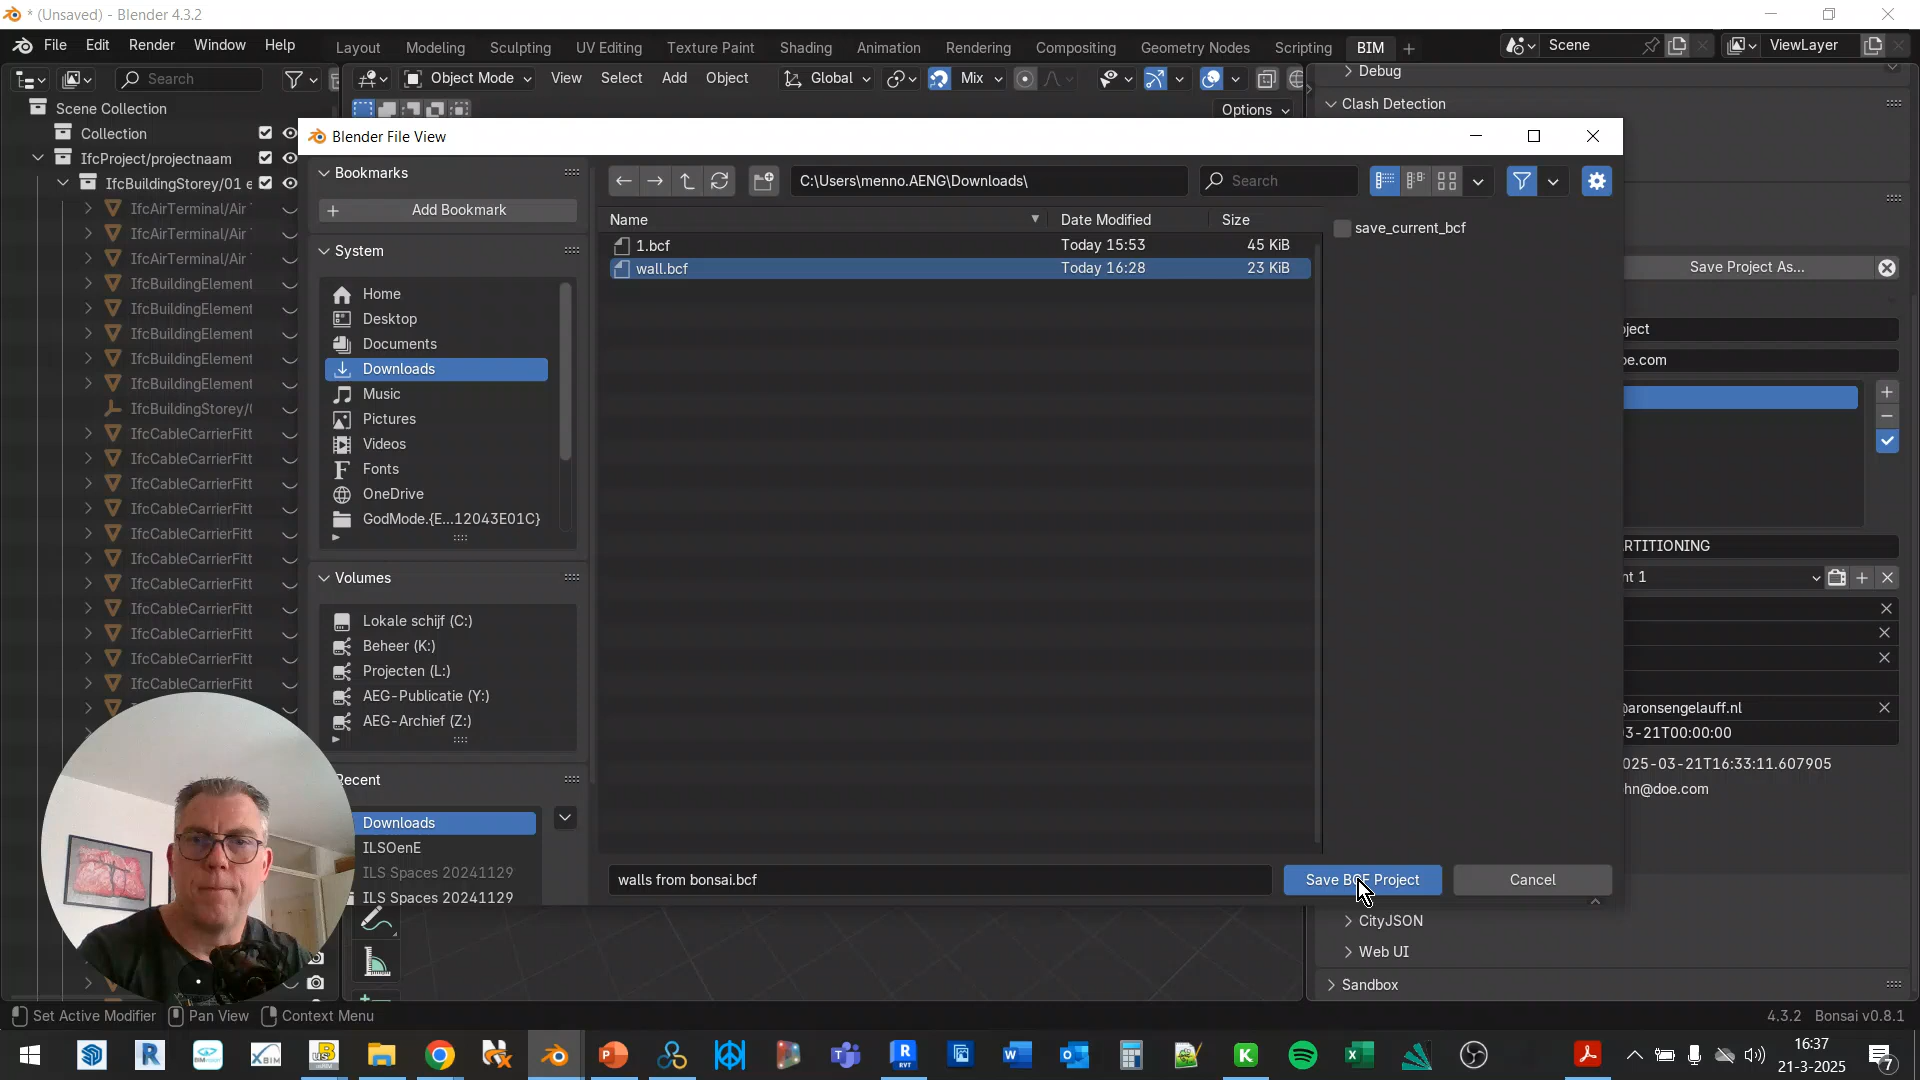 * (Unsaved) - Blender 4.3.2
File Edit Render Window Help
Layout Modeling Sculpting UV Editing Texture Paint Shading Animation Rendering Compositing Geometry Nodes Scripting BIM
Scene
ViewLayer
Search
Object Mode View Select Add Object
Global
Mix
Options
Debug
Clash Detection
Scene Collection
Collection
IfcProject/projectnaam
IfcBuildingStorey/01 e
IfcAirTerminal/Air
IfcAirTerminal/Air
IfcAirTerminal/Air
IfcBuildingElement
IfcBuildingElement
IfcBuildingElement
IfcBuildingElement
IfcBuildingElement
IfcBuildingStorey/
IfcCableCarrierFitt
IfcCableCarrierFitt
IfcCableCarrierFitt
IfcCableCarrierFitt
IfcCableCarrierFitt
IfcCableCarrierFitt
IfcCableCarrierFitt
IfcCableCarrierFitt
IfcCableCarrierFitt
IfcCableCarrierFitt
IfcCableCarrierFitt
Blender File View
Bookmarks
Add Bookmark
System
Home
Desktop
Documents
Downloads
Music
Pictures
Videos
Fonts
OneDrive
GodMode.{E...12043E01C}
Volumes
Lokale schijf (C:)
Beheer (K:)
Projecten (L:)
AEG-Publicatie (Y:)
AEG-Archief (Z:)
Recent
Downloads
ILSOenE
ILS Spaces 20241129
ILS Spaces 20241129
C:\Users\menno.AENG\Downloads\
Search
Name Date Modified Size
1.bcf Today 15:53 45 KiB
wall.bcf Today 16:28 23 KiB
save_current_bcf
walls from bonsai.bcf
Save BCF Project
Cancel
Save Project As...
ject
oe.com
RTITIONING
nt 1
@aronsengelauff.nl
3-21T00:00:00
025-03-21T16:33:11.607905
hn@doe.com
CityJSON
Web UI
Sandbox
Set Active Modifier Pan View Context Menu
4.3.2 Bonsai v0.8.1
16:37
21-3-2025
7